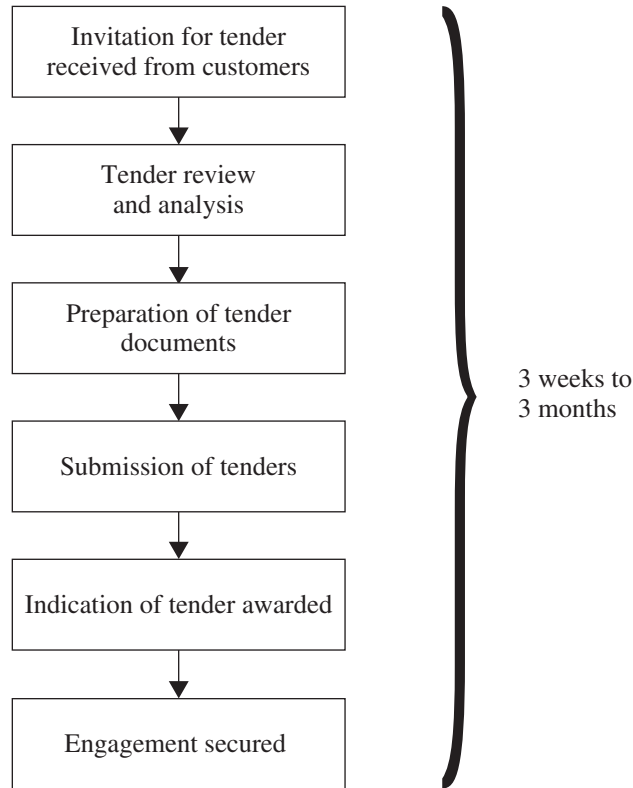 Invitation for tender
received from customers
Tender review
and analysis
Preparation of tender
documents
Submission of tenders
Indication of tender awarded
Engagement secured
3 weeks to
3 months